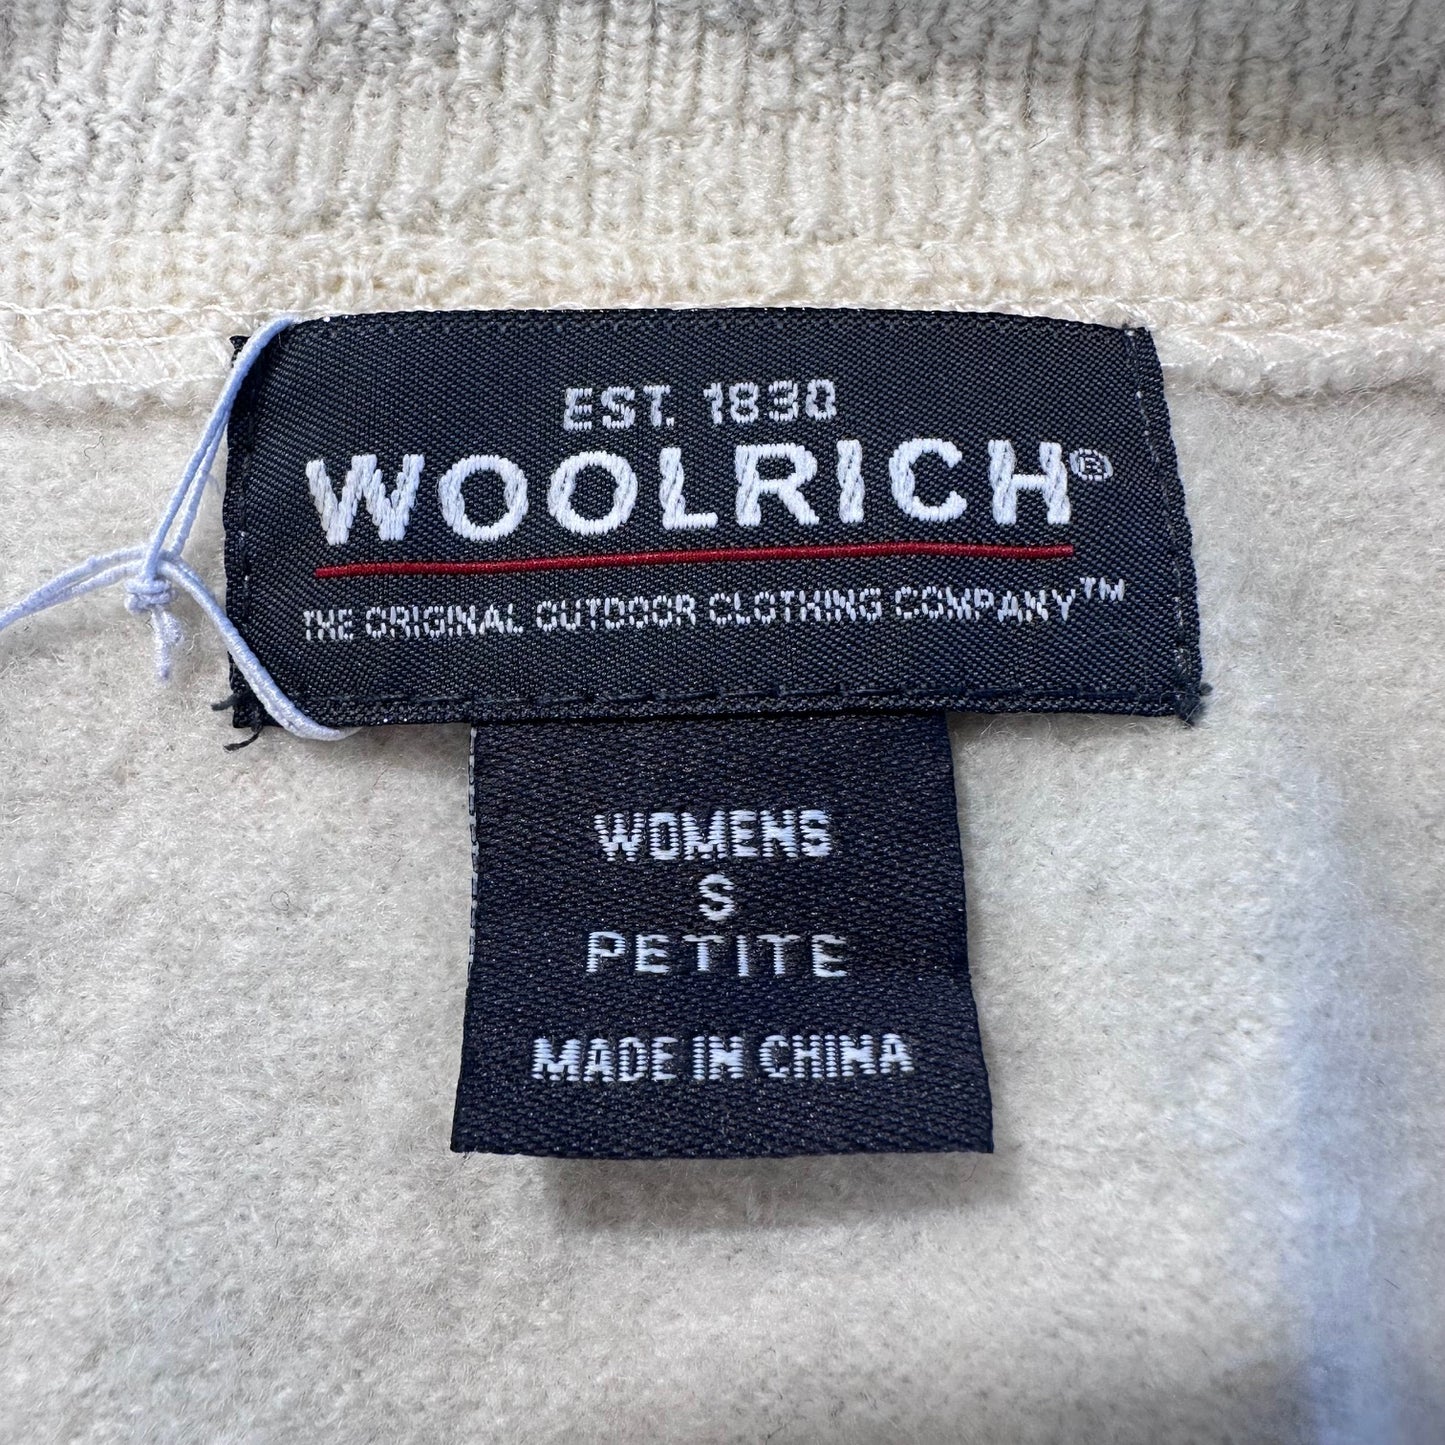 EST. 1830
WOOLRICH®
THE ORIGINAL OUTDOOR CLOTHING COMPANY™
WOMENS
S
PETITE
MADE IN CHINA